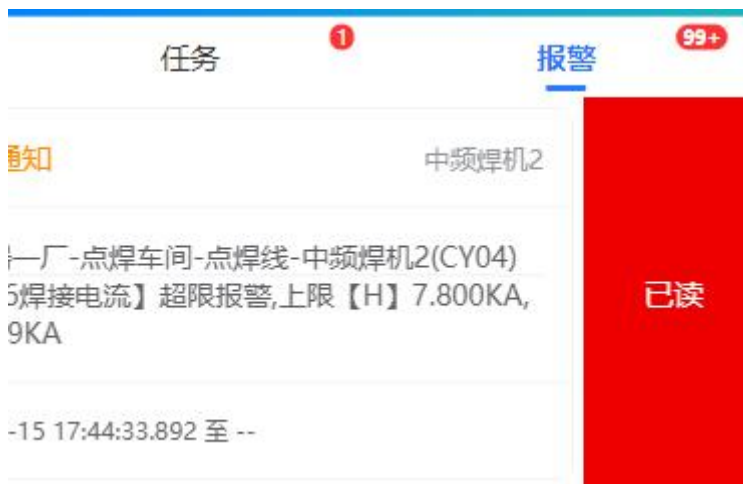 任务 1 报警 99+
通知 中频焊机2
一厂-点焊车间-点焊线-中频焊机2(CY04)
焊接电流】超限报警,上限【H】7.800KA,
9KA
已读
-15 17:44:33.892 至 --